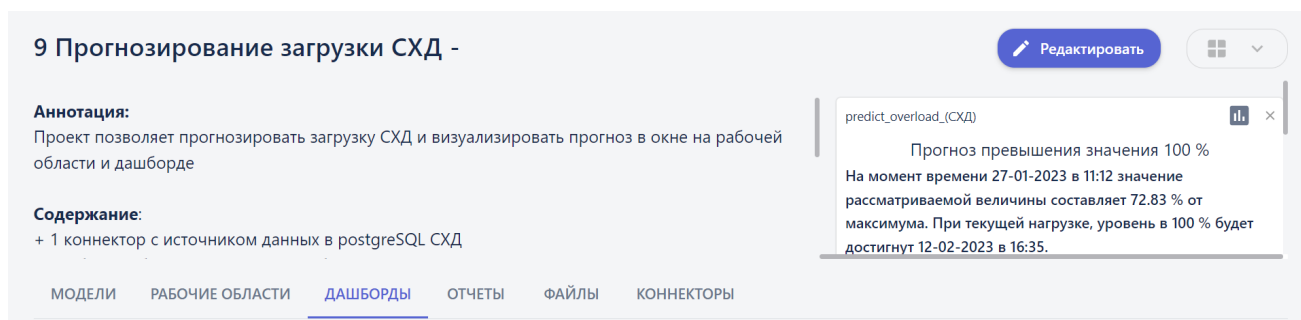 9 Прогнозирование загрузки СХД -
Редактировать
Аннотация:
Проект позволяет прогнозировать загрузку СХД и визуализировать прогноз в окне на рабочей
области и дашборде
Содержание:
+ 1 коннектор с источником данных в postgreSQL СХД
predict_overload_(СХД)
Прогноз превышения значения 100 %
На момент времени 27-01-2023 в 11:12 значение
рассматриваемой величины составляет 72.83 % от
максимума. При текущей нагрузке, уровень в 100 % будет
достигнут 12-02-2023 в 16:35.
МОДЕЛИ РАБОЧИЕ ОБЛАСТИ ДАШБОРДЫ ОТЧЕТЫ ФАЙЛЫ КОННЕКТОРЫ